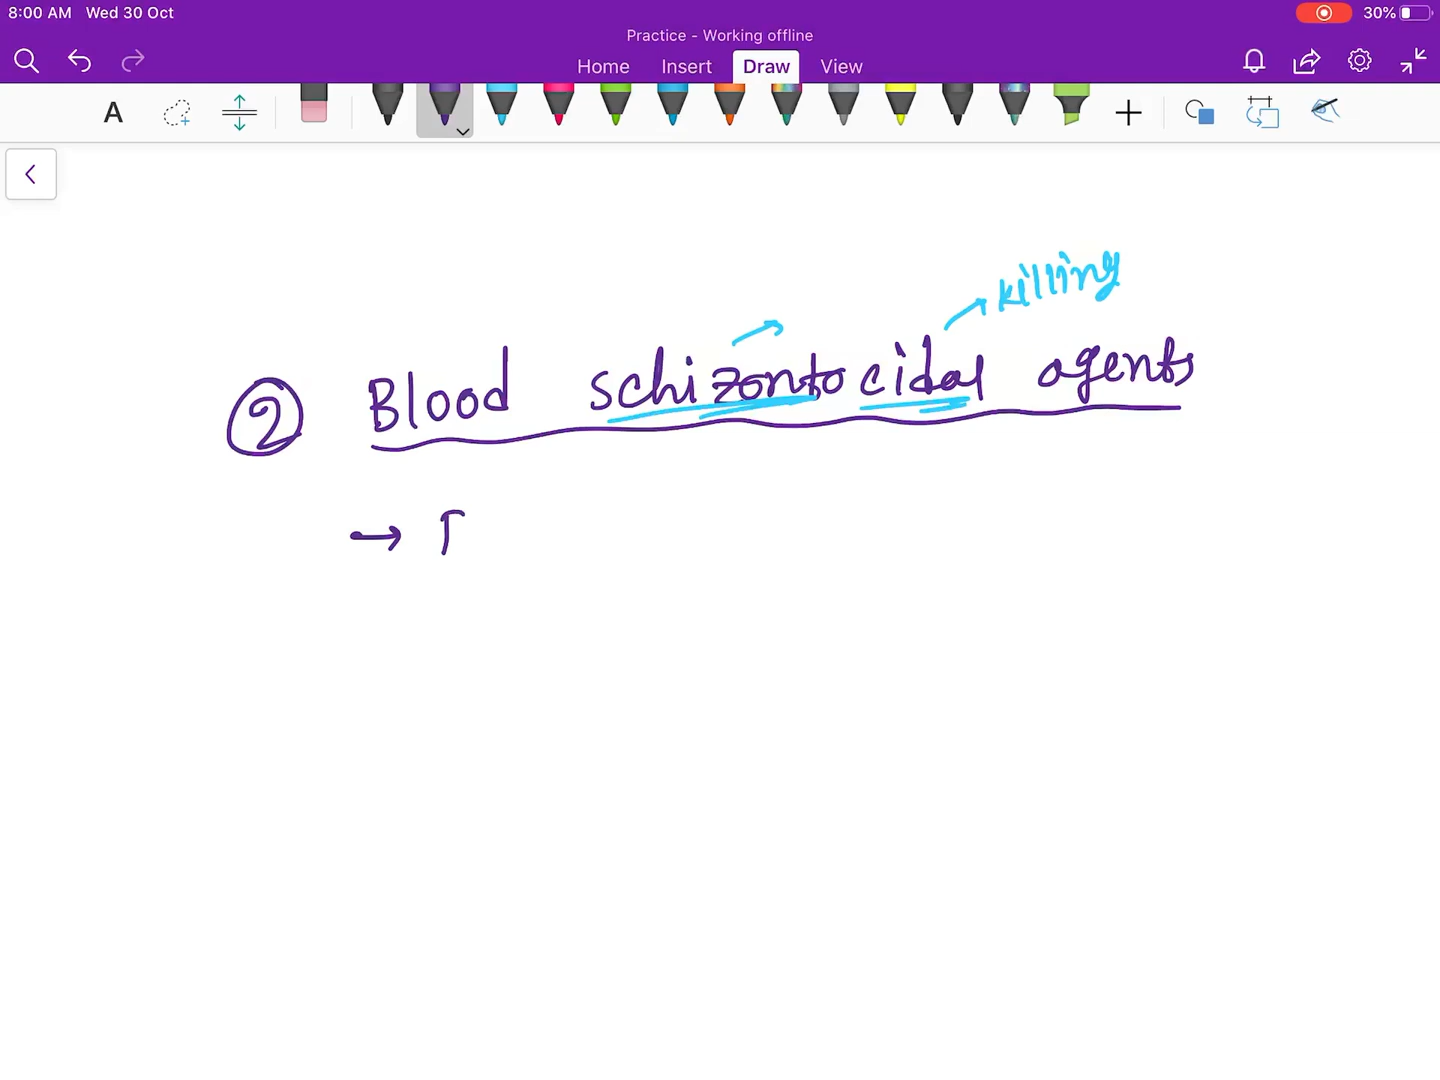 8:00 AM Wed 30 Oct
30%
Practice - Working offline
Home Insert Draw View
A
killing
② Blood schizontocidal agents
→